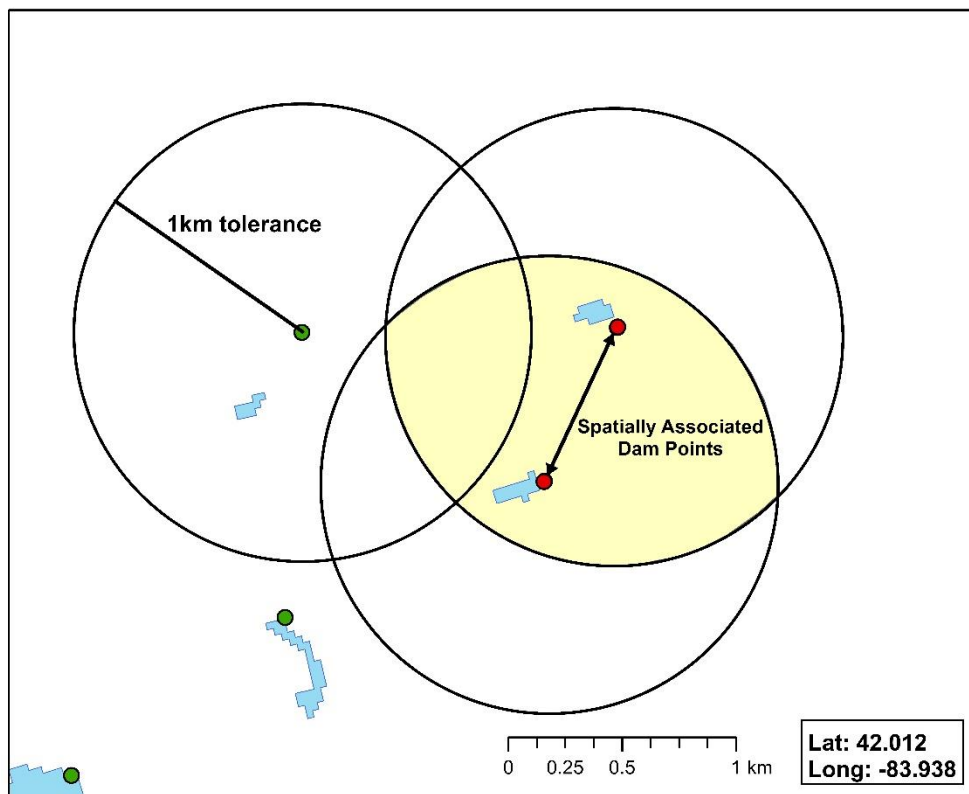 1km tolerance
Spatially Associated
Dam Points
0 0.25 0.5 1 km
Lat: 42.012
Long: -83.938